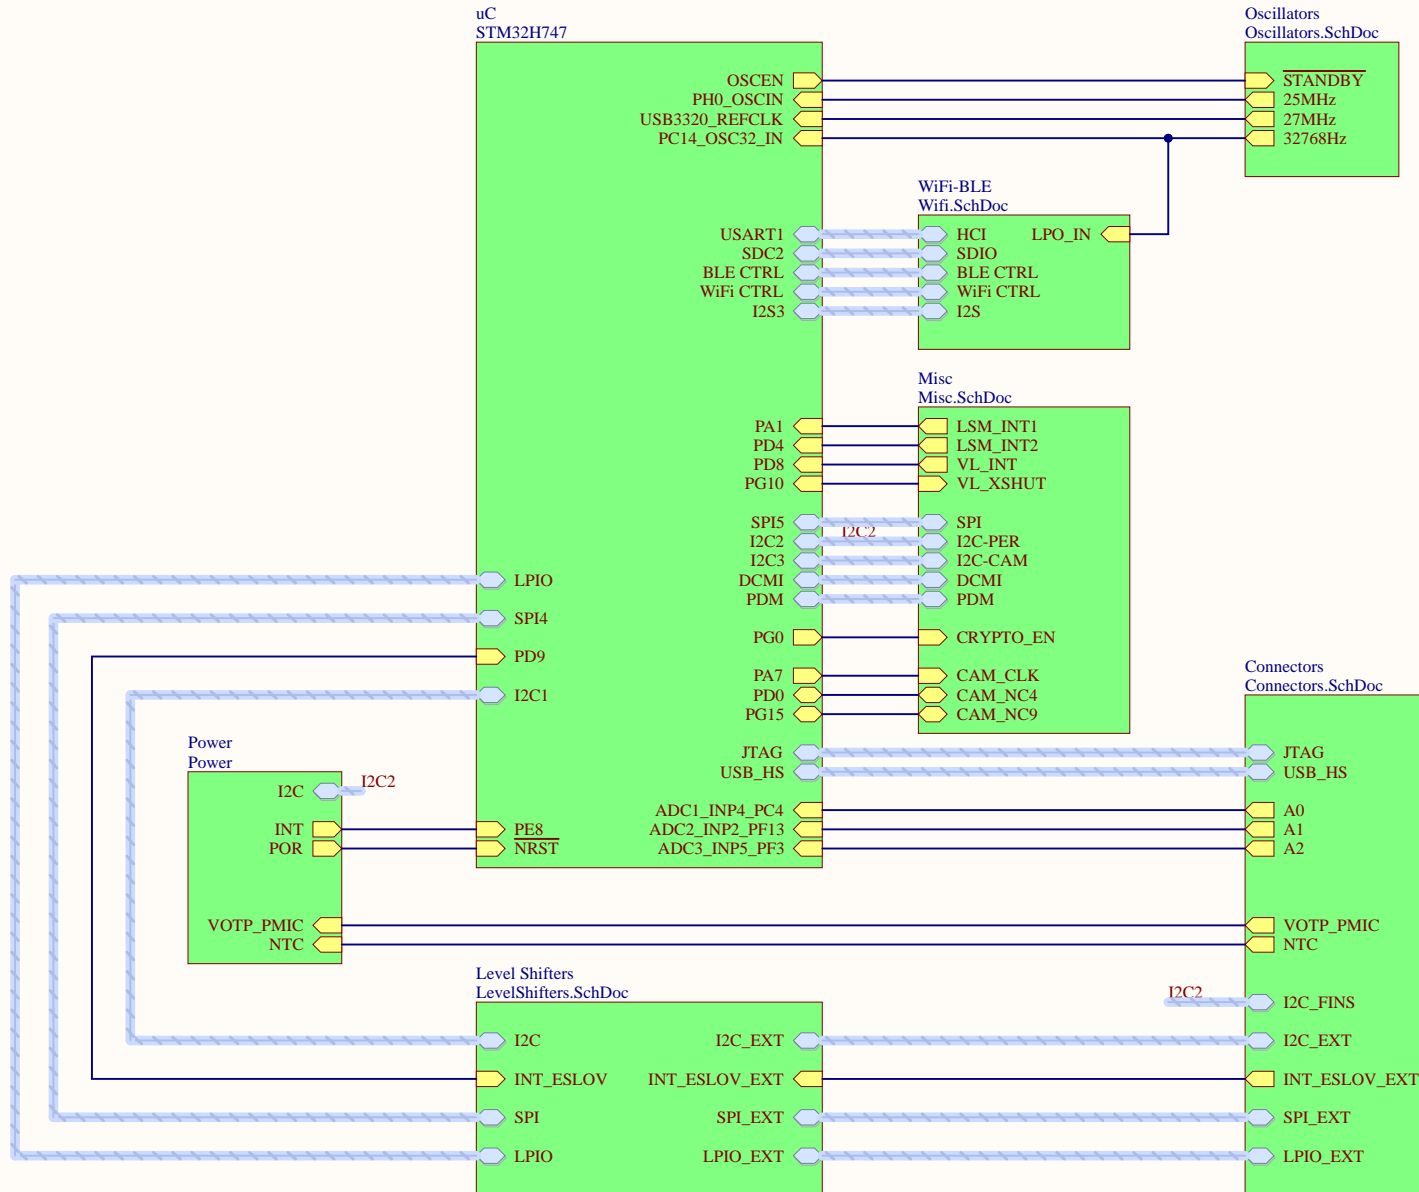 uC
STM32H747
OSCEN
PH0_OSCIN
USB3320_REFCLK
PC14_OSC32_IN
USART1
SDC2
BLE CTRL
WiFi CTRL
I2S3
PA1
PD4
PD8
PG10
SPI5
I2C2
I2C3
DCMI
PDM
PG0
PA7
PD0
PG15
JTAG
USB_HS
ADC1_INP4_PC4
ADC2_INP2_PF13
ADC3_INP5_PF3
LPIO
SPI4
PD9
I2C1
PE8
NRST
Oscillators
Oscillators.SchDoc
STANDBY
25MHz
27MHz
32768Hz
WiFi-BLE
Wifi.SchDoc
HCI LPO_IN
SDIO
BLE CTRL
WiFi CTRL
I2S
Misc
Misc.SchDoc
LSM_INT1
LSM_INT2
VL_INT
VL_XSHUT
SPI
I2C2
I2C-PER
I2C-CAM
DCMI
PDM
CRYPTO_EN
CAM_CLK
CAM_NC4
CAM_NC9
Power
Power
I2C
I2C2
INT
POR
VOTP_PMIC
NTC
Connectors
Connectors.SchDoc
JTAG
USB_HS
A0
A1
A2
VOTP_PMIC
NTC
I2C2
I2C_FINS
I2C_EXT
INT_ESLOV_EXT
SPI_EXT
LPIO_EXT
Level Shifters
LevelShifters.SchDoc
I2C I2C_EXT
INT_ESLOV INT_ESLOV_EXT
SPI SPI_EXT
LPIO LPIO_EXT